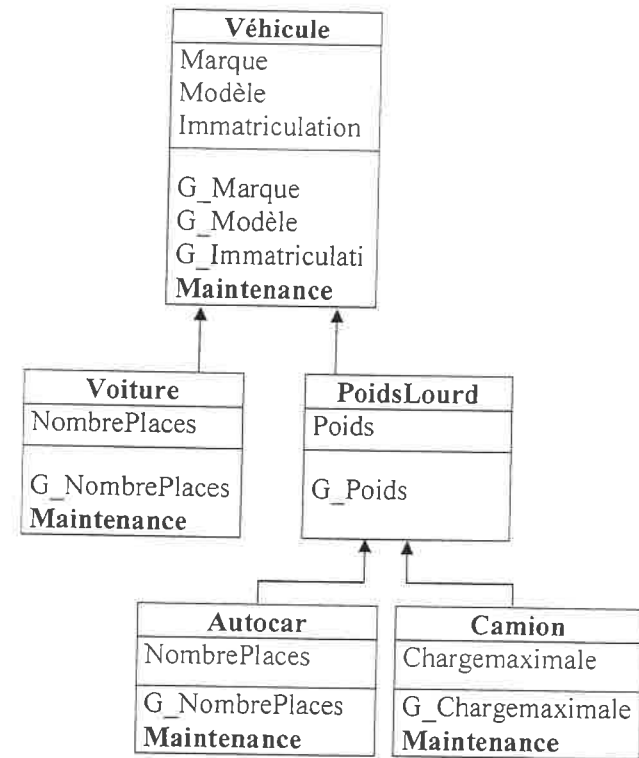 Véhicule
Marque
Modèle
Immatriculation
G_Marque
G_Modèle
G_Immatriculati
Maintenance
Voiture
NombrePlaces
G_NombrePlaces
Maintenance
PoidsLourd
Poids
G_Poids
Autocar
NombrePlaces
G_NombrePlaces
Maintenance
Camion
Chargemaximale
G_Chargemaximale
Maintenance